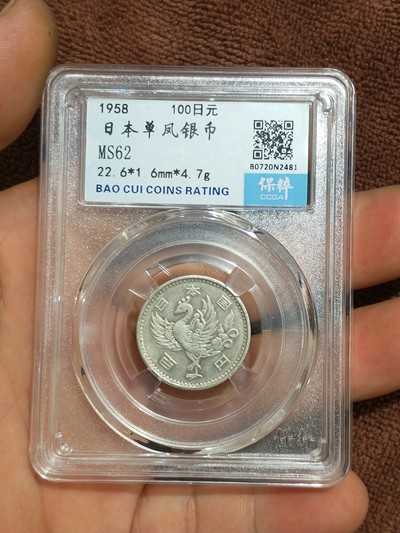 1958 100日元
日本单凤银币
MS62
22.6*1 6mm*4.7g
BAO CUI COINS RATING
B0720N2481
保粹
CCGA
日本国
百円